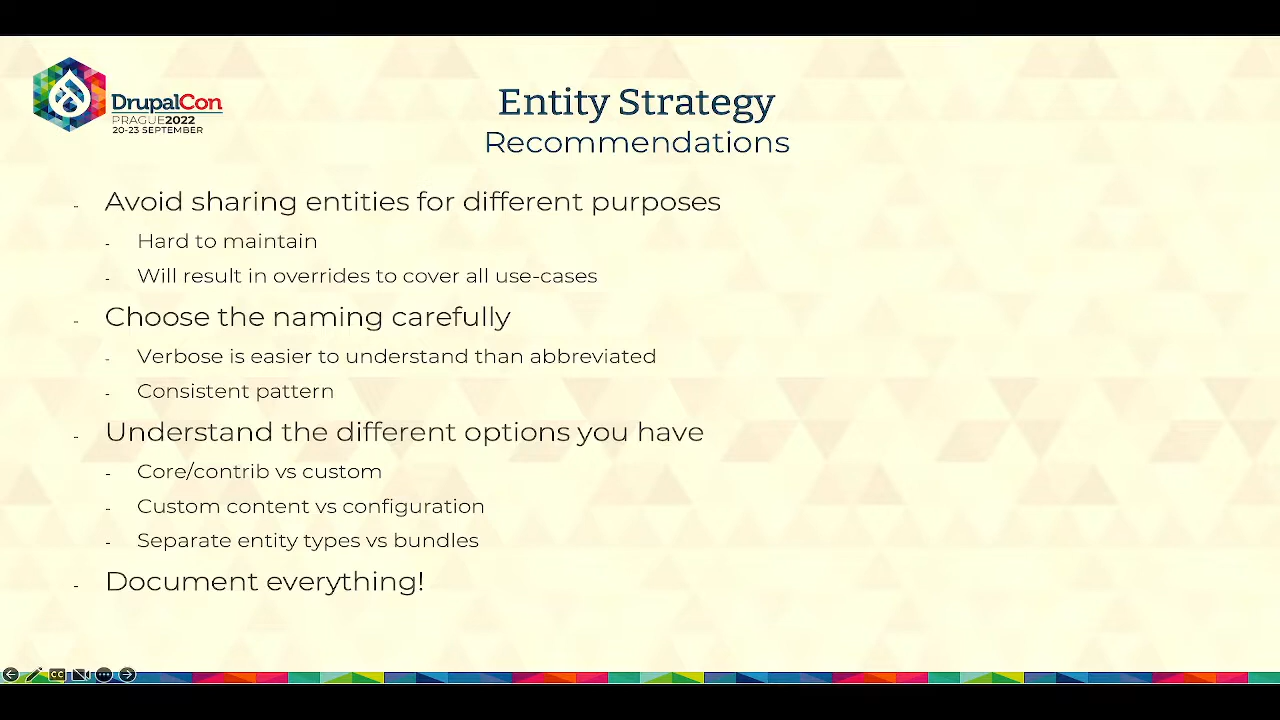 DrupalCon
PRAGUE2022
20-23 SEPTEMBER
Entity Strategy
Recommendations
- Avoid sharing entities for different purposes
- Hard to maintain
- Will result in overrides to cover all use-cases
- Choose the naming carefully
- Verbose is easier to understand than abbreviated
- Consistent pattern
- Understand the different options you have
- Core/contrib vs custom
- Custom content vs configuration
- Separate entity types vs bundles
- Document everything!
CC